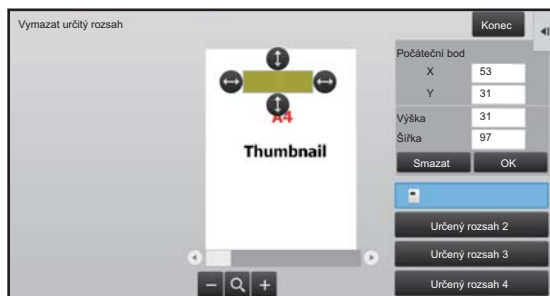 Vymazat určitý rozsah
Konec
A4
Thumbnail
Počáteční bod
X 53
Y 31
Výška 31
Šířka 97
Smazat OK
Určený rozsah 2
Určený rozsah 3
Určený rozsah 4